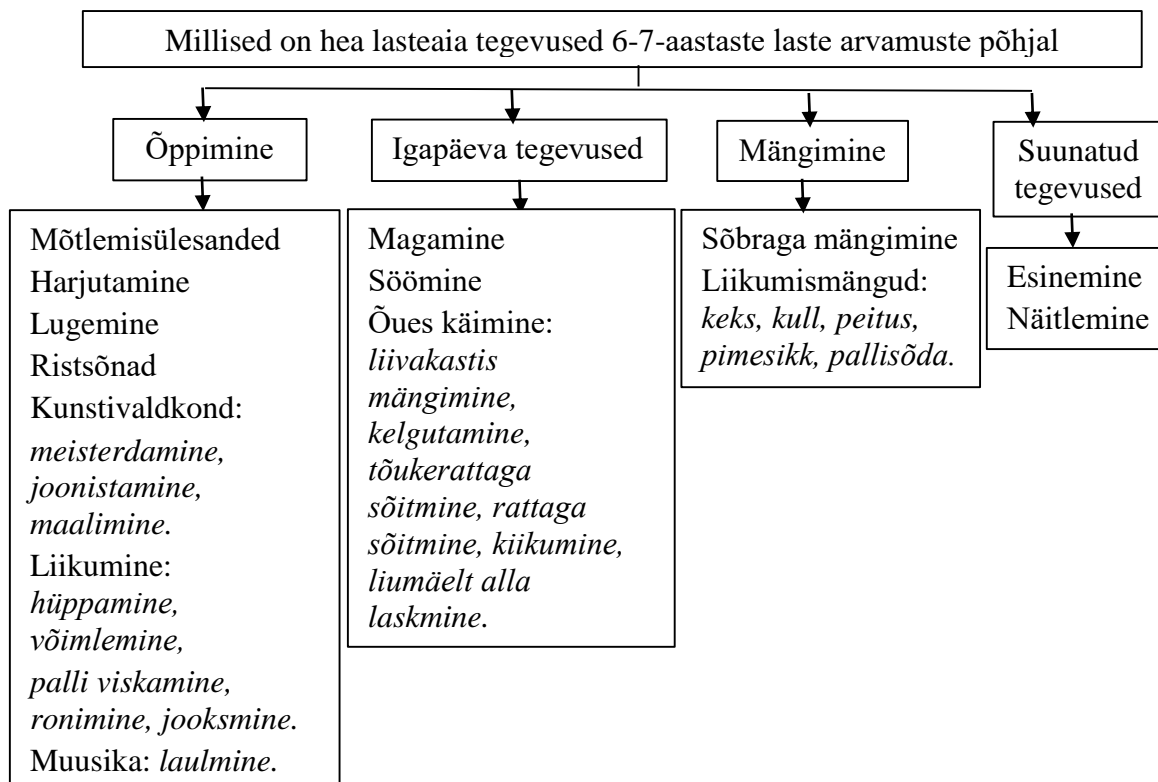 Millised on hea lasteaia tegevused 6-7-aastaste laste arvamuste põhjal
Õppimine
Mõtlemisülesanded
Harjutamine
Lugemine
Ristsõnad
Kunstivaldkond:
meisterdamine,
joonistamine,
maalimine.
Liikumine:
hüppamine,
võimlemine,
palli viskamine,
ronimine, jooksmine.
Muusika: laulmine.
Igapäeva tegevused
Magamine
Söömine
Õues käimine:
liivakastis
mängimine,
kelgutamine,
tõukerattaga
sõitmine, rattaga
sõitmine, kiikumine,
liumäelt alla
laskmine.
Mängimine
Sõbraga mängimine
Liikumismängud:
keks, kull, peitus,
pimesikk, pallisõda.
Suunatud
tegevused
Esinemine
Näitlemine